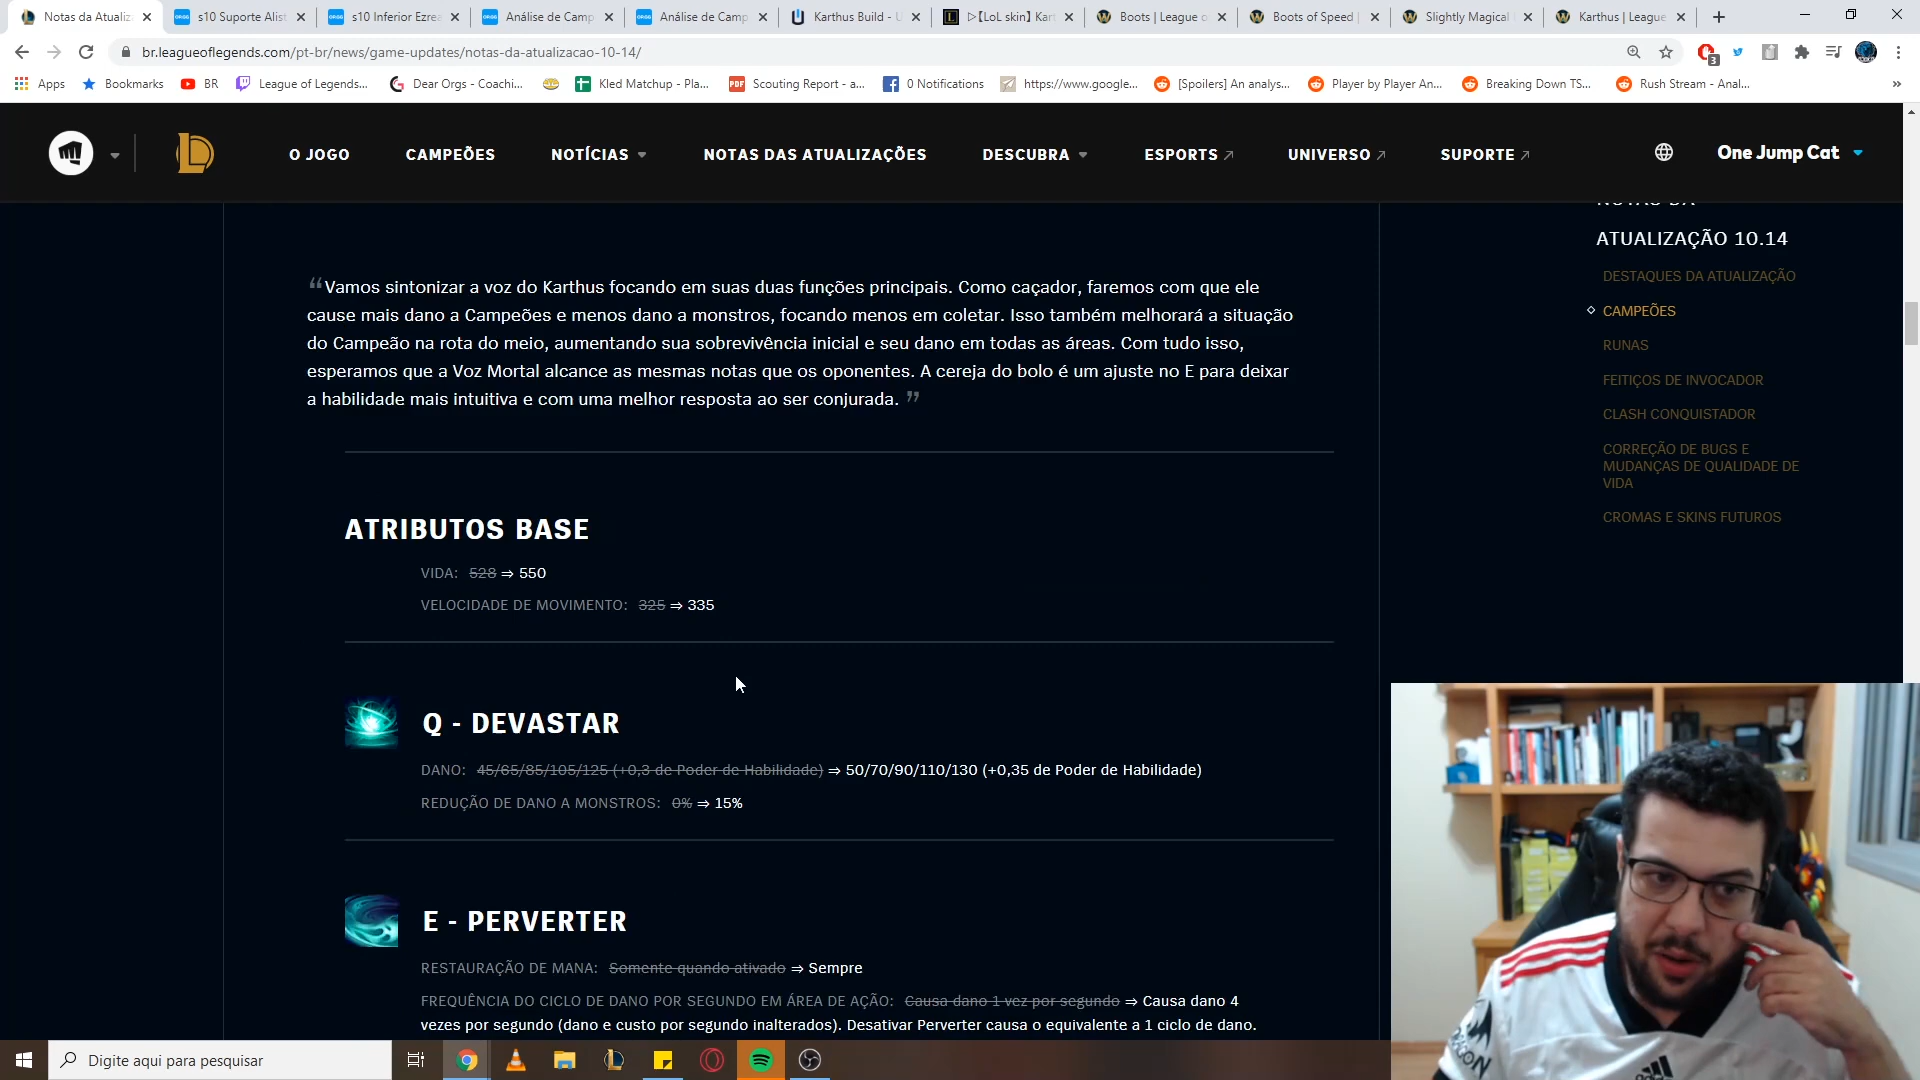 Notas da Atualiz
s10 Suporte Alist
s10 Inferior Ezrea
Análise de Camp
Análise de Camp
Karthus Build - U
▷【LoL skin】Kart
Boots | League o
Boots of Speed |
Slightly Magical
Karthus | League
br.leagueoflegends.com/pt-br/news/game-updates/notas-da-atualizacao-10-14/
3
Apps
Bookmarks
BR
League of Legends...
Dear Orgs - Coachi...
Kled Matchup - Pla...
PDF
Scouting Report - a...
0 Notifications
https://www.google...
[Spoilers] An analys...
Player by Player An...
Breaking Down TS...
Rush Stream - Anal...
»
O JOGO
CAMPEÕES
NOTÍCIAS
NOTAS DAS ATUALIZAÇÕES
DESCUBRA
ESPORTS
UNIVERSO
SUPORTE
One Jump Cat
“Vamos sintonizar a voz do Karthus focando em suas duas funções principais. Como caçador, faremos com que ele
cause mais dano a Campeões e menos dano a monstros, focando menos em coletar. Isso também melhorará a situação
do Campeão na rota do meio, aumentando sua sobrevivência inicial e seu dano em todas as áreas. Com tudo isso,
esperamos que a Voz Mortal alcance as mesmas notas que os oponentes. A cereja do bolo é um ajuste no E para deixar
a habilidade mais intuitiva e com uma melhor resposta ao ser conjurada. ”
ATRIBUTOS BASE
VIDA: 528 ⇒ 550
VELOCIDADE DE MOVIMENTO: 325 ⇒ 335
Q - DEVASTAR
DANO: 45/65/85/105/125 (+0,3 de Poder de Habilidade) ⇒ 50/70/90/110/130 (+0,35 de Poder de Habilidade)
REDUÇÃO DE DANO A MONSTROS: 0% ⇒ 15%
E - PERVERTER
RESTAURAÇÃO DE MANA: Somente quando ativado ⇒ Sempre
FREQUÊNCIA DO CICLO DE DANO POR SEGUNDO EM ÁREA DE AÇÃO: Causa dano 1 vez por segundo ⇒ Causa dano 4
vezes por segundo (dano e custo por segundo inalterados). Desativar Perverter causa o equivalente a 1 ciclo de dano.
NOTAS DA
ATUALIZAÇÃO 10.14
DESTAQUES DA ATUALIZAÇÃO
CAMPEÕES
RUNAS
FEITIÇOS DE INVOCADOR
CLASH CONQUISTADOR
CORREÇÃO DE BUGS E
MUDANÇAS DE QUALIDADE DE
VIDA
CROMAS E SKINS FUTUROS
Digite aqui para pesquisar